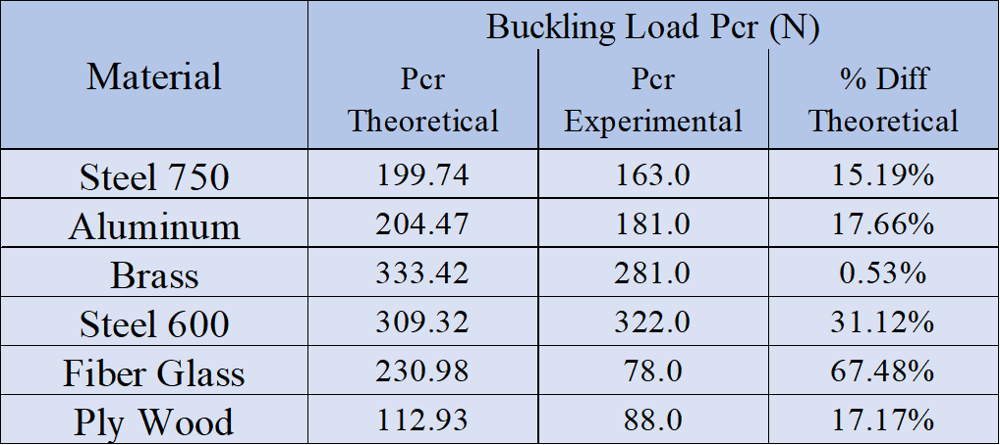 Material
Buckling Load Pcr (N)
Pcr
Theoretical
Pcr
Experimental
% Diff
Theoretical
Steel 750 199.74 163.0 15.19%
Aluminum 204.47 181.0 17.66%
Brass 333.42 281.0 0.53%
Steel 600 309.32 322.0 31.12%
Fiber Glass 230.98 78.0 67.48%
Ply Wood 112.93 88.0 17.17%